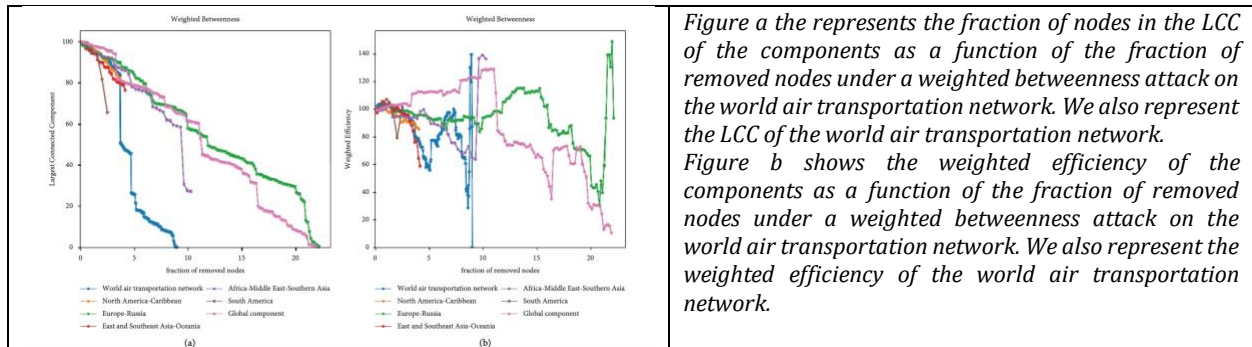 Weighted Betweenness
Largest Connected Component
100
80
60
40
20
0
0
5
10
15
20
fraction of removed nodes
World air transportation network
North America-Caribbean
Europe-Russia
East and Southeast Asia-Oceania
Africa-Middle East-Southern Asia
South America
Global component
(a)
Weighted Betweenness
Weighted Efficiency
140
120
100
80
60
40
20
0
0
5
10
15
20
fraction of removed nodes
World air transportation network
North America-Caribbean
Europe-Russia
East and Southeast Asia-Oceania
Africa-Middle East-Southern Asia
South America
Global component
(b)
Figure a the represents the fraction of nodes in the LCC
of the components as a function of the fraction of
removed nodes under a weighted betweenness attack on
the world air transportation network. We also represent
the LCC of the world air transportation network.
Figure b shows the weighted efficiency of the
components as a function of the fraction of removed
nodes under a weighted betweenness attack on the
world air transportation network. We also represent the
weighted efficiency of the world air transportation
network.